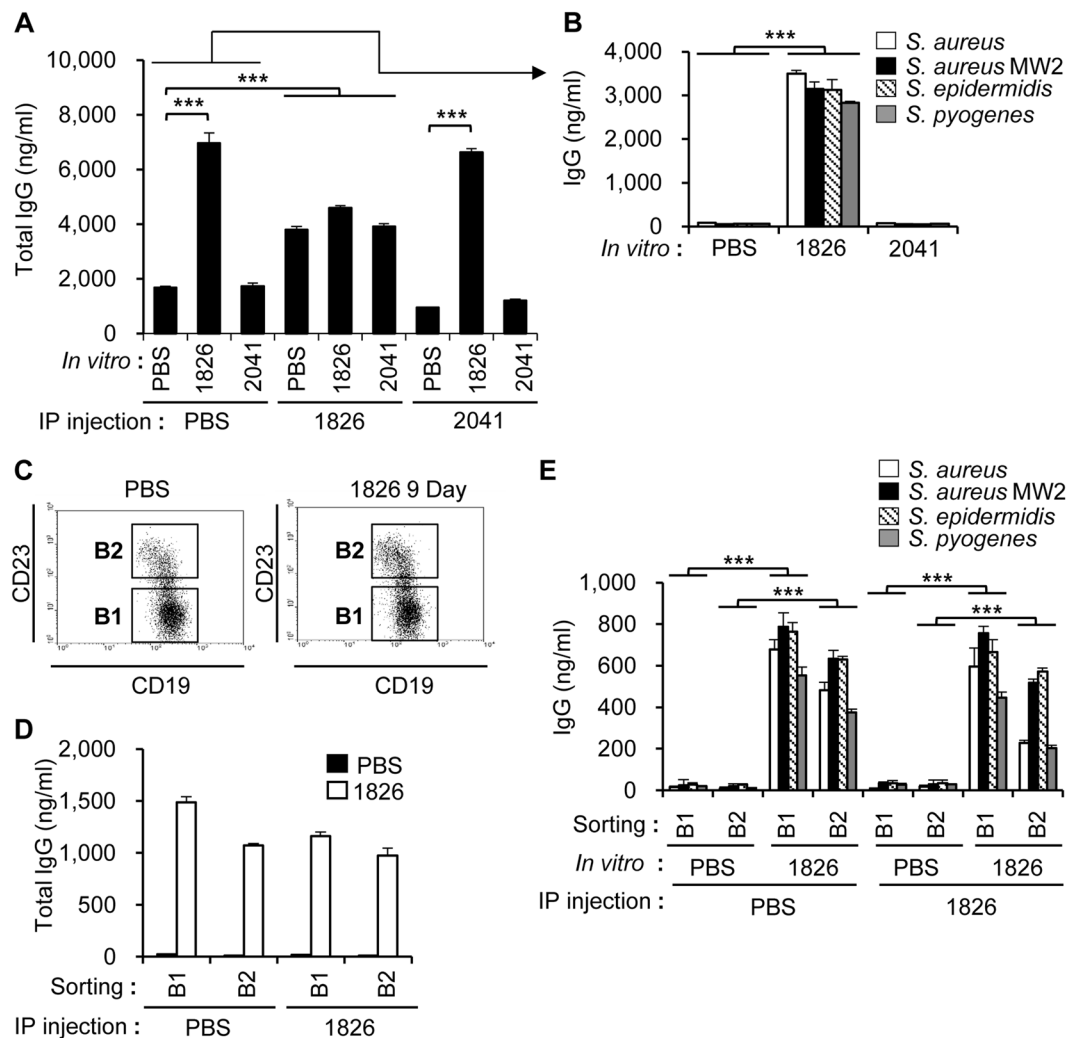 A
10,000
8,000
6,000
4,000
2,000
0
Total IgG (ng/ml)
***
***
***
In vitro : PBS 1826 2041 PBS 1826 2041 PBS 1826 2041
IP injection : PBS 1826 2041
B
S. aureus
S. aureus MW2
S. epidermidis
S. pyogenes
***
4,000
3,000
2,000
1,000
0
IgG (ng/ml)
In vitro : PBS 1826 2041
C
PBS 1826 9 Day
CD23 B2 B1
CD23 B2 B1
CD19 CD19
D
2,000
1,500
1,000
500
0
Total IgG (ng/ml)
PBS
1826
Sorting : B1 B2 B1 B2
IP injection : PBS 1826
E
S. aureus
S. aureus MW2
S. epidermidis
S. pyogenes
1,000
800
600
400
200
0
IgG (ng/ml)
*** ***
*** ***
Sorting : B1 B2 B1 B2 B1 B2 B1 B2
In vitro : PBS 1826 PBS 1826
IP injection : PBS 1826